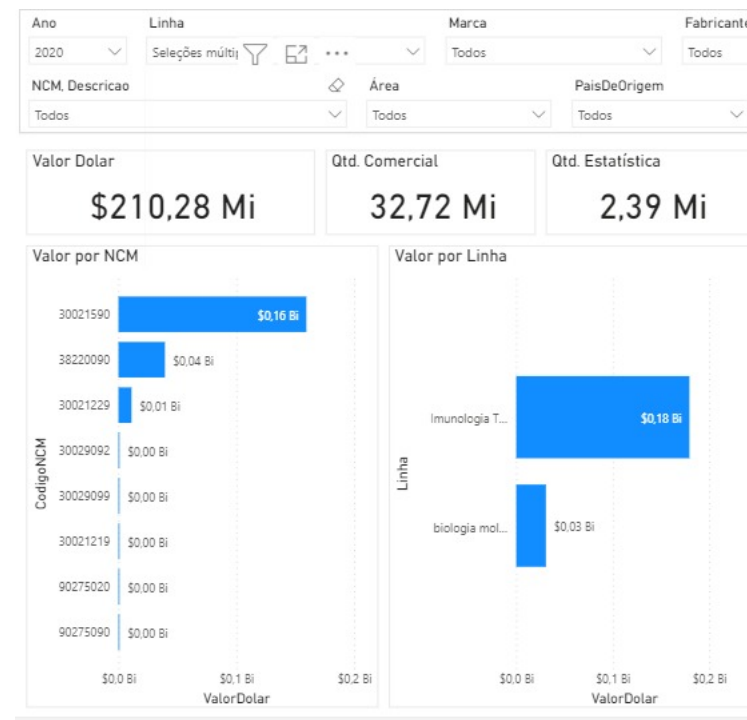 Ano Linha Marca Fabricante
2020 Seleções múltip Todos Todos
NCM, Descricao Área PaisDeOrigem
Todos Todos Todos
Valor Dolar Qtd. Comercial Qtd. Estatística
$210,28 Mi 32,72 Mi 2,39 Mi
Valor por NCM
CodigoNCM
30021590 $0,16 Bi
38220090 $0,04 Bi
30021229 $0,01 Bi
30029092 $0,00 Bi
30029099 $0,00 Bi
30021219 $0,00 Bi
90275020 $0,00 Bi
90275090 $0,00 Bi
$0,0 Bi $0,1 Bi $0,2 Bi
ValorDolar
Valor por Linha
Linha
Imunologia T... $0,18 Bi
biologia mol... $0,03 Bi
$0,0 Bi $0,1 Bi $0,2 Bi
ValorDolar